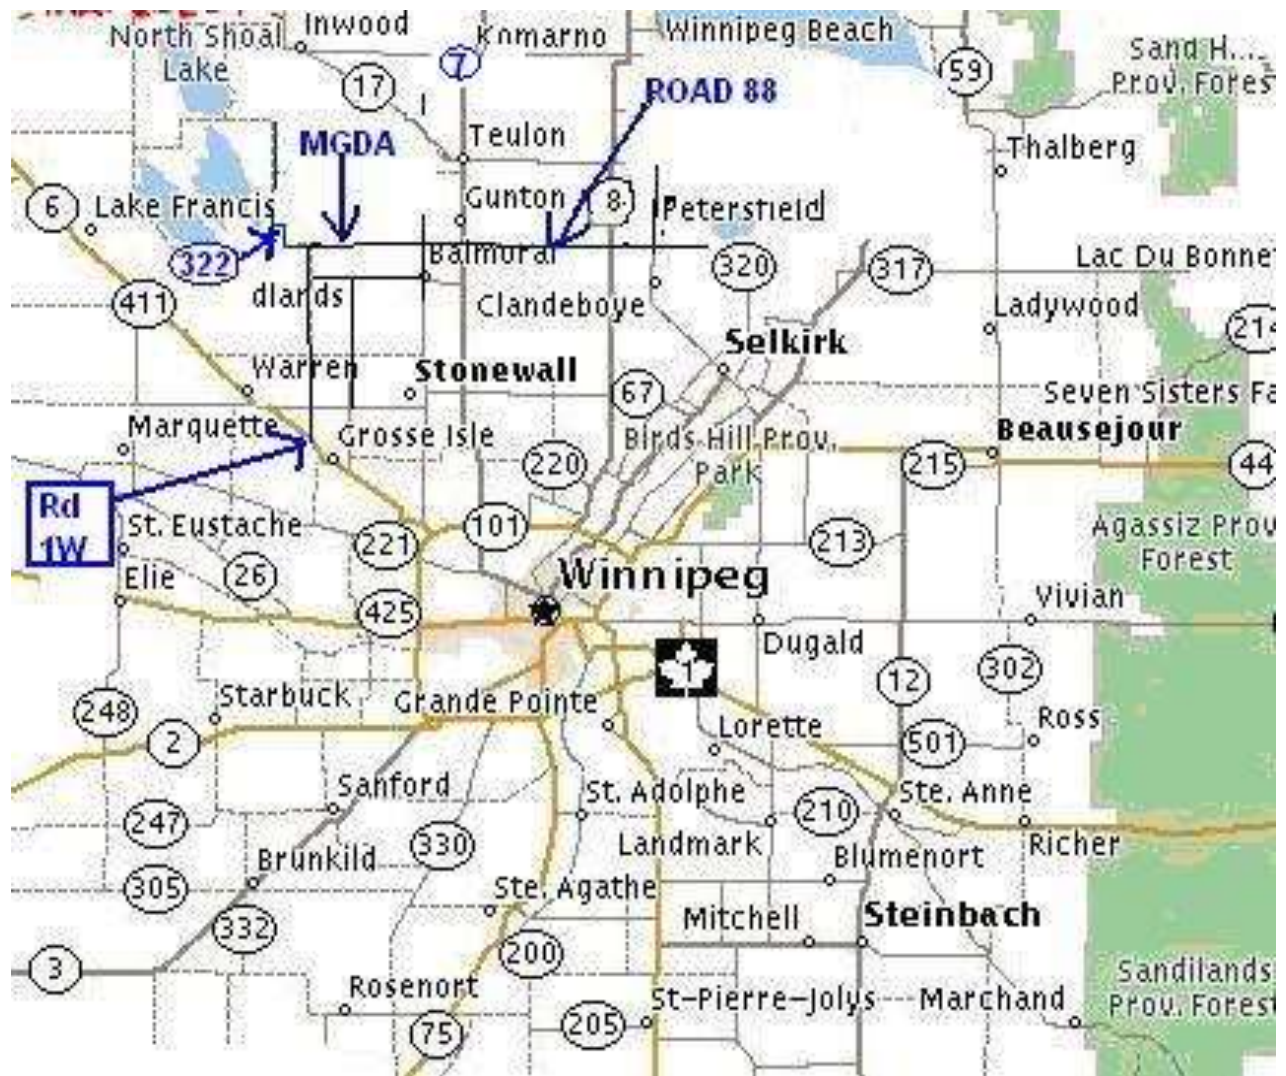 Inwood
Komarno
Winnipeg Beach
North Shoal
Lake
7
59
Sand H...
Prov. Forest
17
ROAD 88
MGDA
Teulon
Thalberg
6
Lake Francis
Gunton
8
Petersfield
322
Balmoral
320
317
Lac Du Bonnet
dlands
411
Clandeboye
Ladywood
214
Selkirk
Warren
Stonewall
67
Seven Sisters Fa
Marquette
Grosse Isle
Birds Hill Prov.
Park
Beausejour
220
215
44
Rd
1W
St. Eustache
221
101
213
Agassiz Prov
Forest
Elie
26
Winnipeg
425
Vivian
Dugald
1
302
12
248
Starbuck
Grande Pointe
Lorette
Ross
2
501
Sanford
St. Adolphe
Ste. Anne
247
210
330
Landmark
Blumenort
Richer
Brunkild
305
Ste. Agathe
332
Mitchell
Steinbach
200
3
Rosenort
St-Pierre-Jolys
Marchand
Sandilands
Prov. Forest
75
205